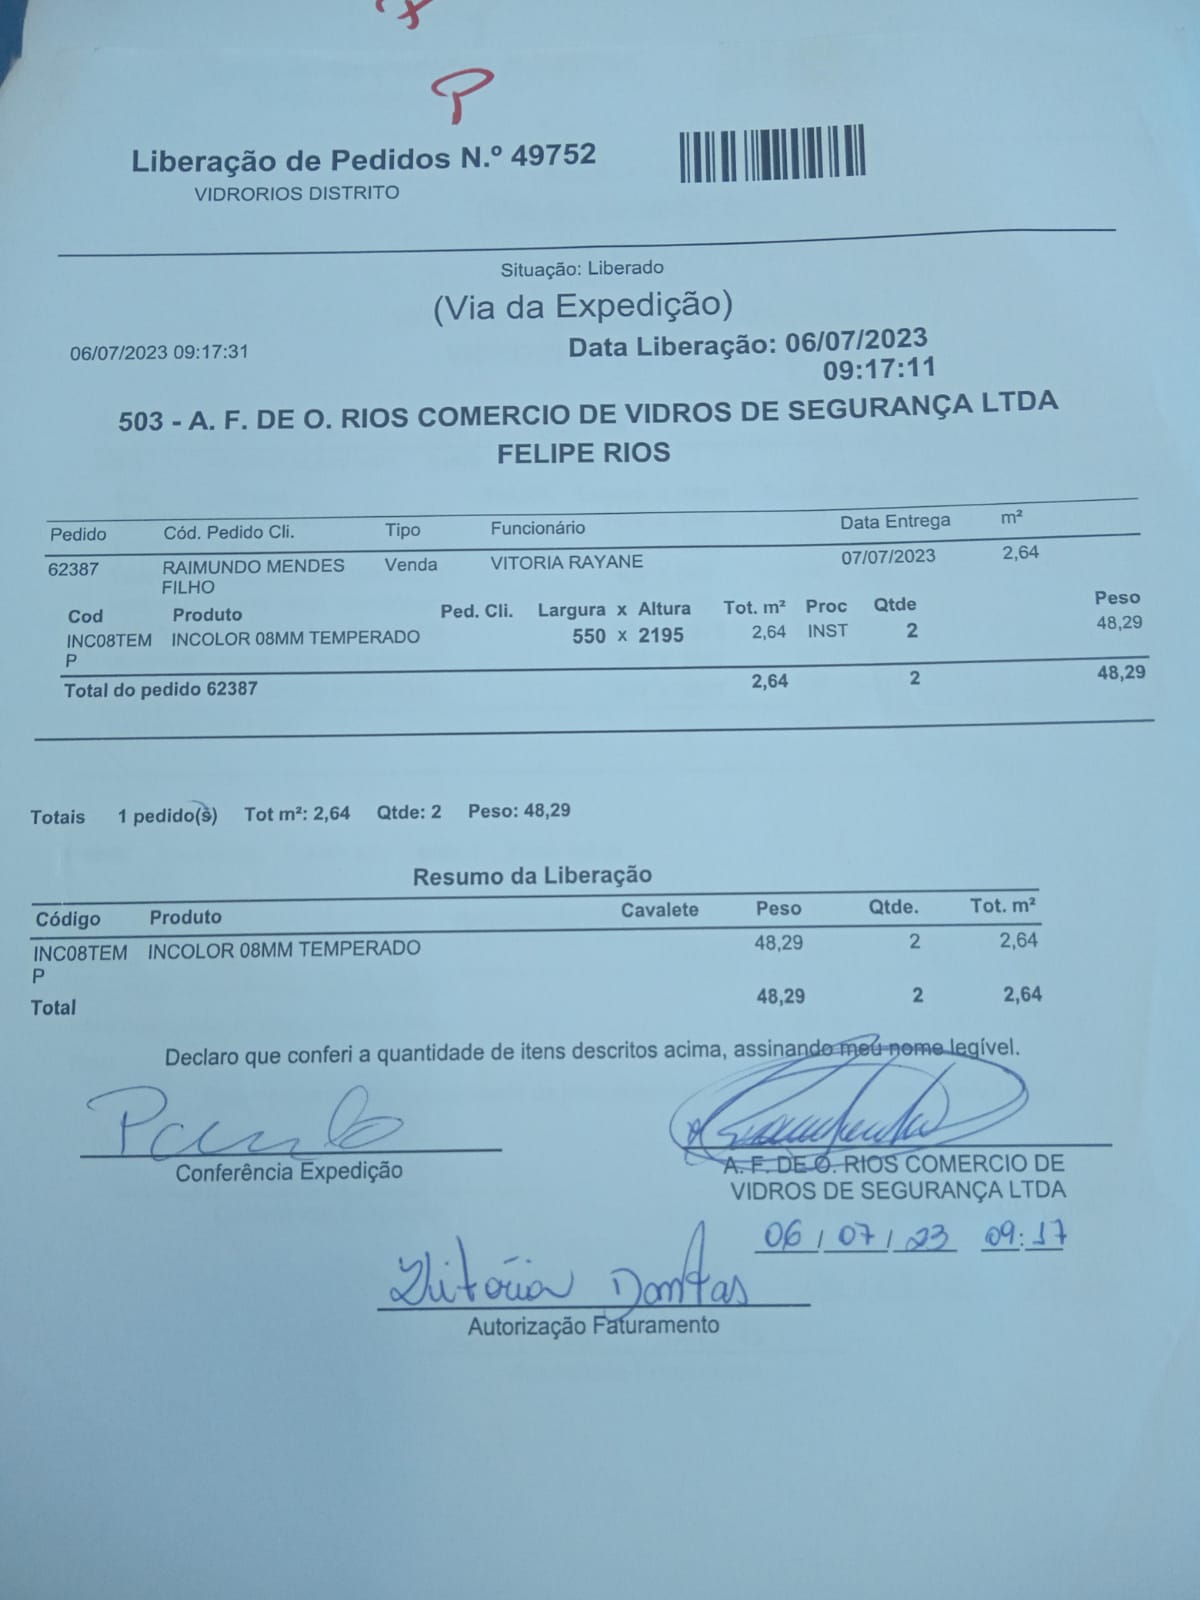 P
Liberação de Pedidos N.º 49752
VIDRORIOS DISTRITO
Situação: Liberado
(Via da Expedição)
06/07/2023 09:17:31
Data Liberação: 06/07/2023
09:17:11
503 - A. F. DE O. RIOS COMERCIO DE VIDROS DE SEGURANÇA LTDA
FELIPE RIOS
Pedido Cód. Pedido Cli. Tipo Funcionário Data Entrega m²
62387 RAIMUNDO MENDES Venda VITORIA RAYANE 07/07/2023 2,64
FILHO
Cod Produto Ped. Cli. Largura x Altura Tot. m² Proc Qtde Peso
INC08TEM INCOLOR 08MM TEMPERADO 550 x 2195 2,64 INST 2 48,29
P
Total do pedido 62387 2,64 2 48,29
Totais 1 pedido(s) Tot m²: 2,64 Qtde: 2 Peso: 48,29
Resumo da Liberação
Código Produto Cavalete Peso Qtde. Tot. m²
INC08TEM INCOLOR 08MM TEMPERADO 48,29 2 2,64
P
Total 48,29 2 2,64
Declaro que conferi a quantidade de itens descritos acima, assinando meu nome legível.
Paulo
Conferência Expedição
A. F. DE O. RIOS COMERCIO DE
VIDROS DE SEGURANÇA LTDA
06/07/23 09:17
Vitória Dantas
Autorização Faturamento